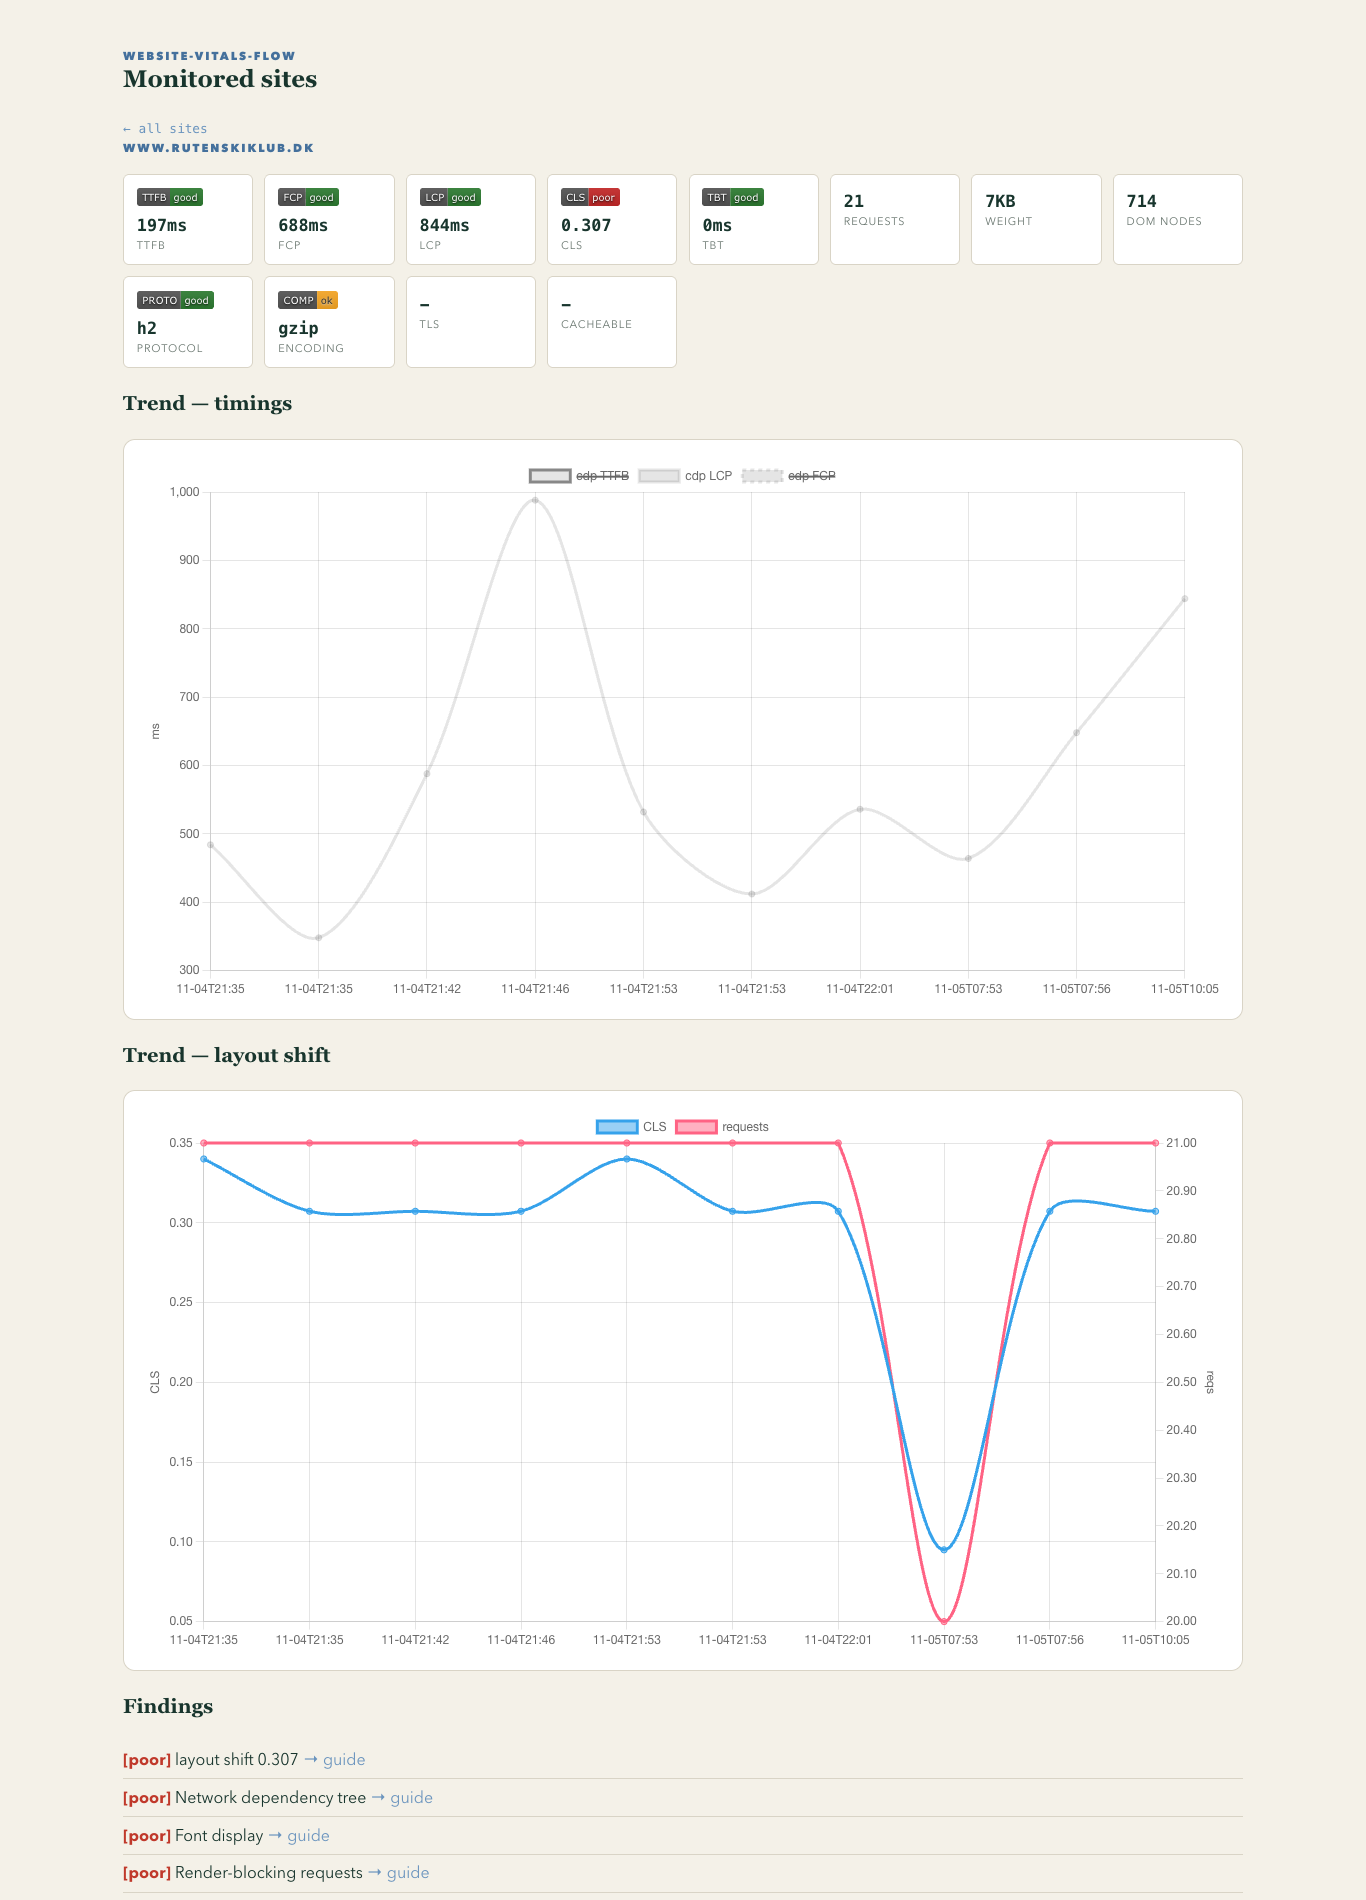 WEBSITE-VITALS-FLOW
Monitored sites
← all sites
WWW.RUTENSKIKLUB.DK
TTFB good
197ms
TTFB
FCP good
688ms
FCP
LCP good
844ms
LCP
CLS poor
0.307
CLS
TBT good
0ms
TBT
21
REQUESTS
7KB
WEIGHT
714
DOM NODES
PROTO good
h2
PROTOCOL
COMP ok
gzip
ENCODING
–
TLS
–
CACHEABLE
Trend — timings
cdp TTFB cdp LCP cdp FCP
1,000
900
800
700
ms
600
500
400
300
11-04T21:35 11-04T21:35 11-04T21:42 11-04T21:46 11-04T21:53 11-04T21:53 11-04T22:01 11-05T07:53 11-05T07:56 11-05T10:05
Trend — layout shift
CLS requests
0.35
0.30
0.25
0.20
0.15
0.10
0.05
CLS
21.00
20.90
20.80
20.70
20.60
20.50
20.40
20.30
20.20
20.10
20.00
reqs
11-04T21:35 11-04T21:35 11-04T21:42 11-04T21:46 11-04T21:53 11-04T21:53 11-04T22:01 11-05T07:53 11-05T07:56 11-05T10:05
Findings
[poor] layout shift 0.307 → guide
[poor] Network dependency tree → guide
[poor] Font display → guide
[poor] Render-blocking requests → guide